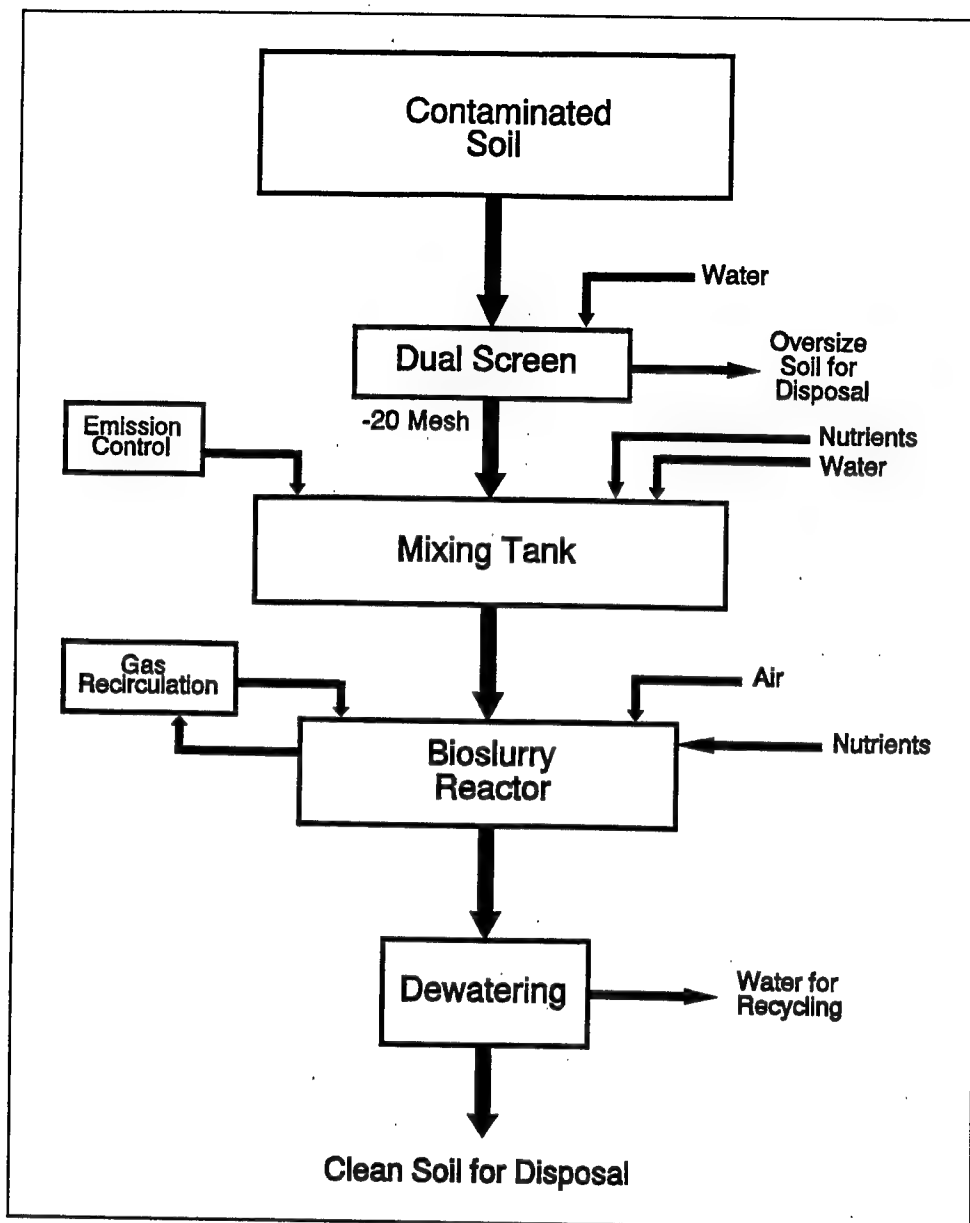 Contaminated
Soil
Water
Dual Screen
Oversize
Soil for
Disposal
-20 Mesh
Emission
Control
Nutrients
Water
Mixing Tank
Gas
Recirculation
Air
Bioslurry
Reactor
Nutrients
Dewatering
Water for
Recycling
Clean Soil for Disposal